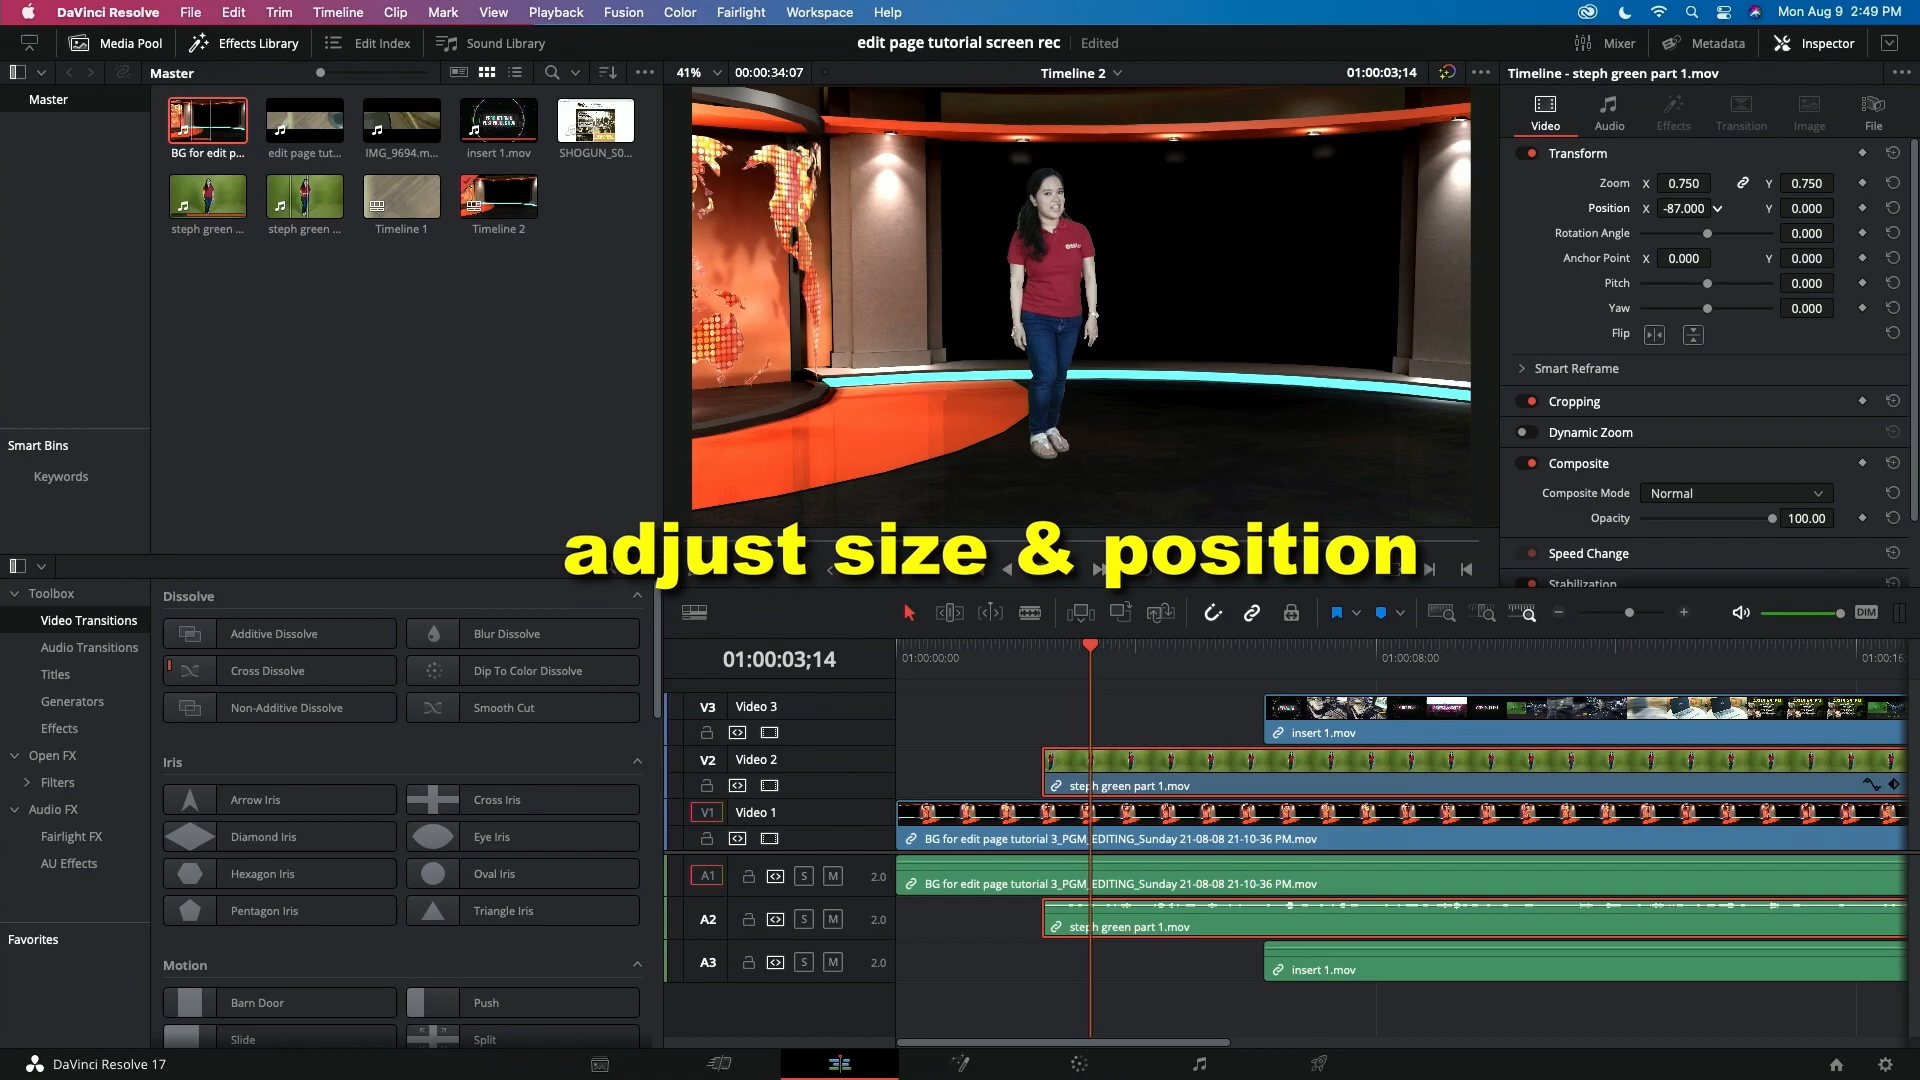 DaVinci Resolve File Edit Trim Timeline Clip Mark View Playback Fusion Color Fairlight Workspace Help Mon Aug 9 2:49 PM
Media Pool Effects Library Edit Index Sound Library edit page tutorial screen rec Edited Mixer Metadata Inspector
Master 41% 00:00:34:07 Timeline 2 01:00:03;14 Timeline - steph green part 1.mov
Master
Video Audio Effects Transition Image File
BG for edit p... edit page tut... IMG_9694.m... insert 1.mov SHOGUN_S0...
steph green ... steph green ... Timeline 1 Timeline 2
Transform
Zoom X 0.750 Y 0.750
Position X -87.000 Y 0.000
Rotation Angle 0.000
Anchor Point X 0.000 Y 0.000
Pitch 0.000
Yaw 0.000
Flip
Smart Reframe
Cropping
Dynamic Zoom
Composite
Composite Mode Normal
Opacity 100.00
Speed Change
Stabilization
Smart Bins
Keywords
adjust size & position
Toolbox
Video Transitions
Audio Transitions
Titles
Generators
Effects
Open FX
Filters
Audio FX
Fairlight FX
AU Effects
Favorites
Dissolve
Additive Dissolve Blur Dissolve
Cross Dissolve Dip To Color Dissolve
Non-Additive Dissolve Smooth Cut
Iris
Arrow Iris Cross Iris
Diamond Iris Eye Iris
Hexagon Iris Oval Iris
Pentagon Iris Triangle Iris
Motion
Barn Door Push
Slide Split
DIM
01:00:03;14 01:00:00;00 01:00:08;00 01:00:16
V3 Video 3
insert 1.mov
V2 Video 2
steph green part 1.mov
V1 Video 1
BG for edit page tutorial 3_PGM_EDITING_Sunday 21-08-08 21-10-36 PM.mov
A1 S M 2.0 BG for edit page tutorial 3_PGM_EDITING_Sunday 21-08-08 21-10-36 PM.mov
A2 S M 2.0 steph green part 1.mov
A3 S M 2.0 insert 1.mov
DaVinci Resolve 17